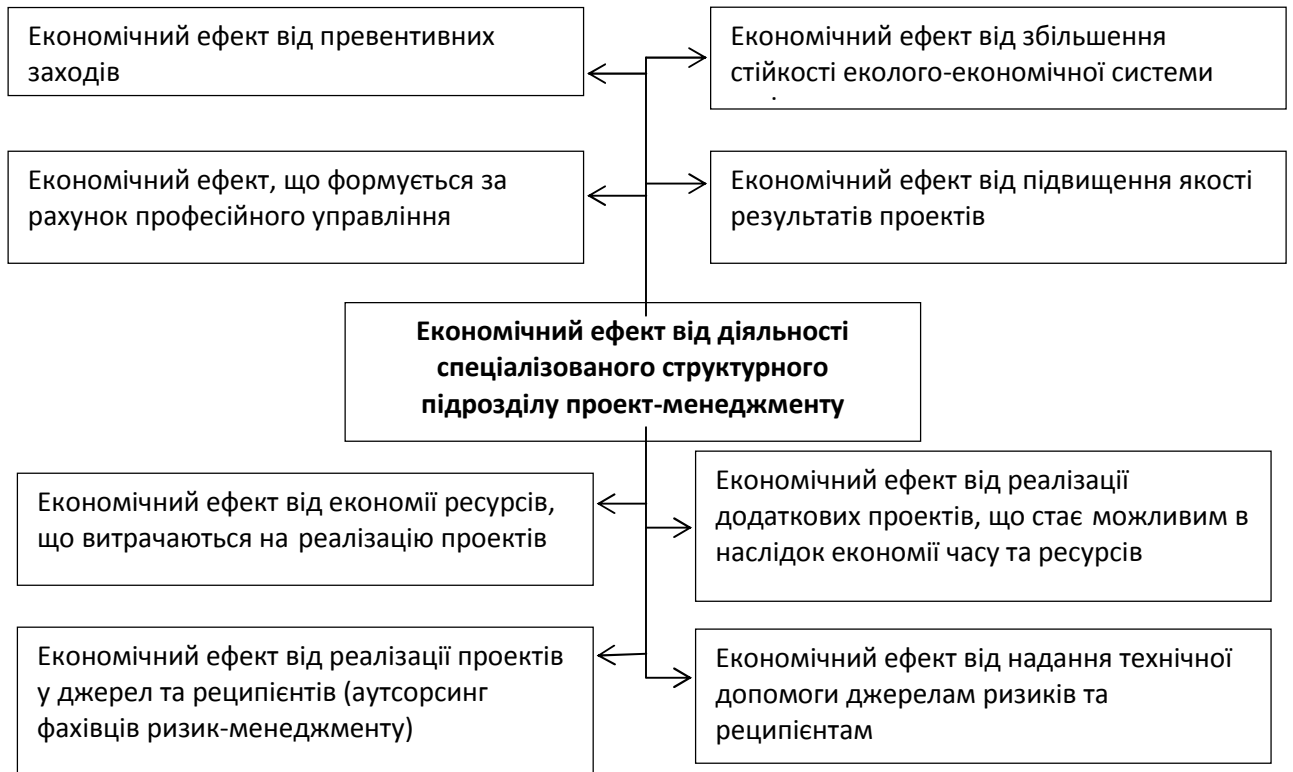 Економічний ефект від превентивних
заходів
Економічний ефект від збільшення
стійкості еколого-економічної системи
Економічний ефект, що формується за
рахунок професійного управління
Економічний ефект від підвищення якості
результатів проектів
Економічний ефект від діяльності
спеціалізованого структурного
підрозділу проект-менеджменту
Економічний ефект від економії ресурсів,
що витрачаються на реалізацію проектів
Економічний ефект від реалізації
додаткових проектів, що стає можливим в
наслідок економії часу та ресурсів
Економічний ефект від реалізації проектів
у джерел та реципієнтів (аутсорсинг
фахівців ризик-менеджменту)
Економічний ефект від надання технічної
допомоги джерелам ризиків та
реципієнтам